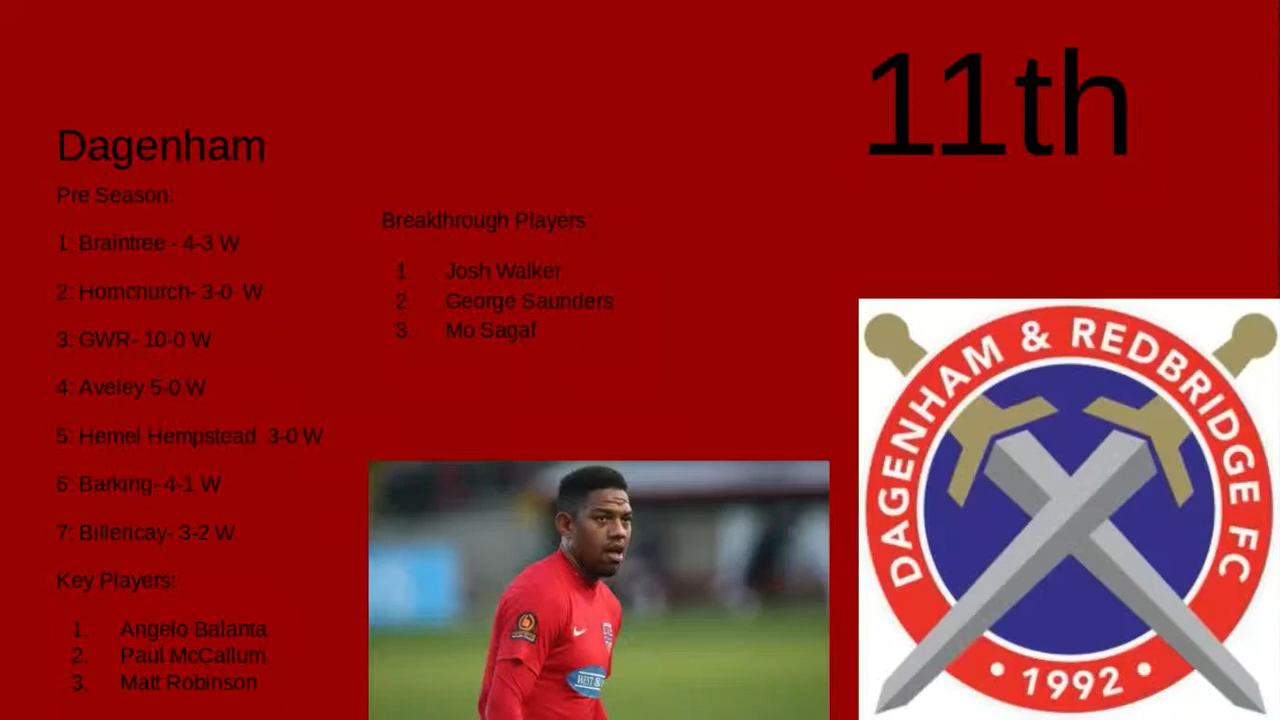 11th
Dagenham
Pre Season:
1: Braintree - 4-3 W
2: Hornchurch- 3-0 W
3: GWR- 10-0 W
4: Aveley 5-0 W
5: Hemel Hempstead 3-0 W
6: Barking- 4-1 W
7: Billericay- 3-2 W
Key Players:
1. Angelo Balanta
2. Paul McCallum
3. Matt Robinson
Breakthrough Players
1. Josh Walker
2. George Saunders
3. Mo Sagaf
DAGENHAM & REDBRIDGE FC
• 1992 •
WEST